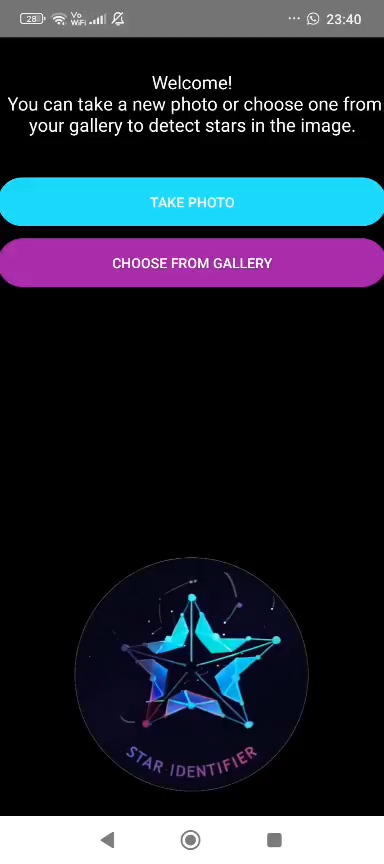 28 Vo WiFi 23:40
Welcome!
You can take a new photo or choose one from
your gallery to detect stars in the image.
TAKE PHOTO
CHOOSE FROM GALLERY
STAR IDENTIFIER